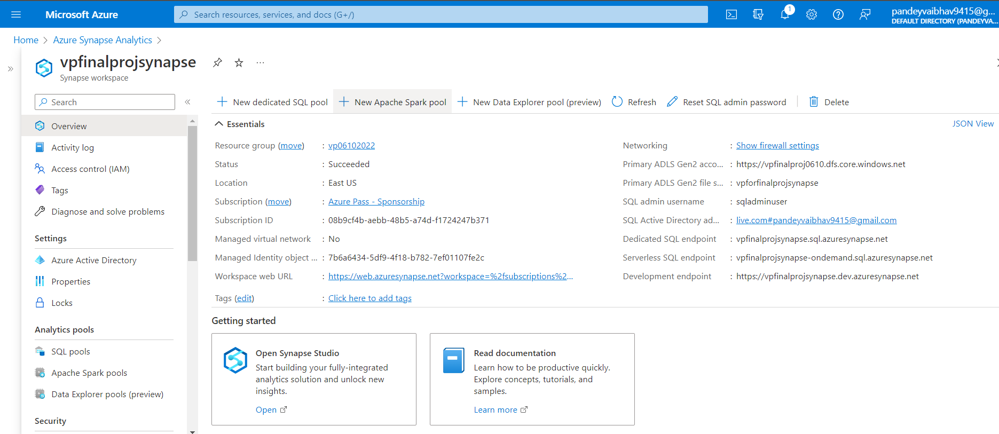 Microsoft Azure
Search resources, services, and docs (G+/)
1
pandeyvaibhav9415@g...
DEFAULT DIRECTORY (PANDEYVA...
Home > Azure Synapse Analytics >
vpfinalprojsynapse
Synapse workspace
Search
Overview
Activity log
Access control (IAM)
Tags
Diagnose and solve problems
Settings
Azure Active Directory
Properties
Locks
Analytics pools
SQL pools
Apache Spark pools
Data Explorer pools (preview)
Security
New dedicated SQL pool
New Apache Spark pool
New Data Explorer pool (preview)
Refresh
Reset SQL admin password
Delete
Essentials
JSON View
Resource group (move) : vp06102022
Status : Succeeded
Location : East US
Subscription (move) : Azure Pass - Sponsorship
Subscription ID : 08b9cf4b-aebb-48b5-a74d-f1724247b371
Managed virtual network : No
Managed Identity object ... : 7b6a6434-5df9-4f18-b782-7ef01107fe2c
Workspace web URL : https://web.azuresynapse.net?workspace=%2fsubscriptions%2...
Tags (edit) : Click here to add tags
Networking : Show firewall settings
Primary ADLS Gen2 acco... : https://vpfinalproj0610.dfs.core.windows.net
Primary ADLS Gen2 file s... : vpforfinalprojsynapse
SQL admin username : sqladminuser
SQL Active Directory ad... : live.com#pandeyvaibhav9415@gmail.com
Dedicated SQL endpoint : vpfinalprojsynapse.sql.azuresynapse.net
Serverless SQL endpoint : vpfinalprojsynapse-ondemand.sql.azuresynapse.net
Development endpoint : https://vpfinalprojsynapse.dev.azuresynapse.net
Getting started
Open Synapse Studio
Start building your fully-integrated
analytics solution and unlock new
insights.
Open
Read documentation
Learn how to be productive quickly.
Explore concepts, tutorials, and
samples.
Learn more